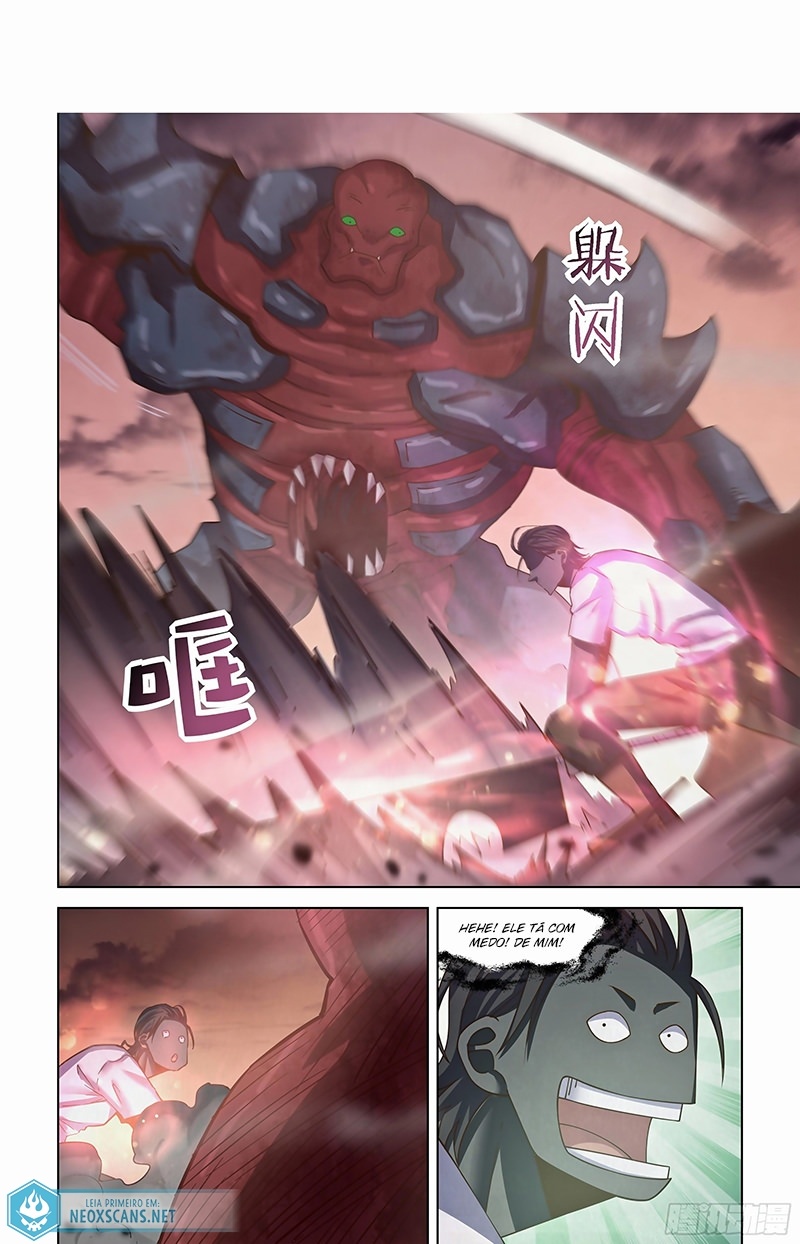 躲
闪
哐
HEHE! ELE TÁ COM
MEDO! DE MIM!
LEIA PRIMEIRO EM:
NEOXSCANS.NET
腾讯动漫